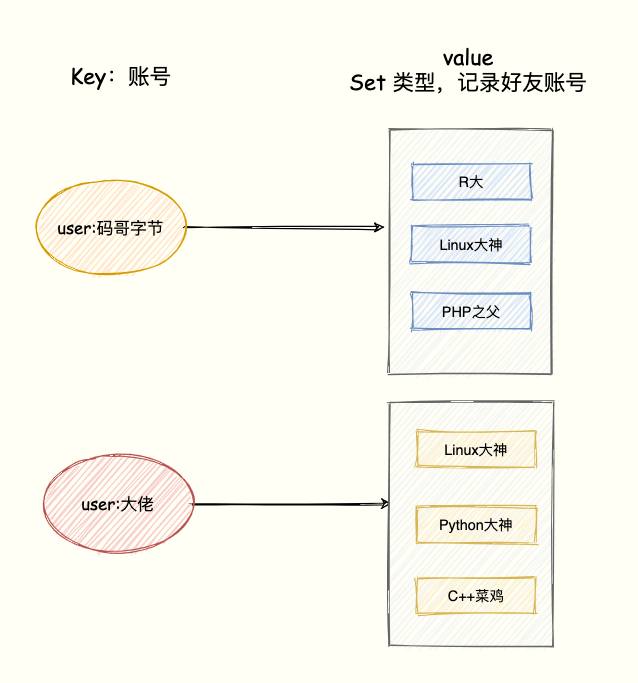 Key：账号
value
Set 类型，记录好友账号
user:码哥字节
R大
Linux大神
PHP之父
user:大佬
Linux大神
Python大神
C++菜鸡